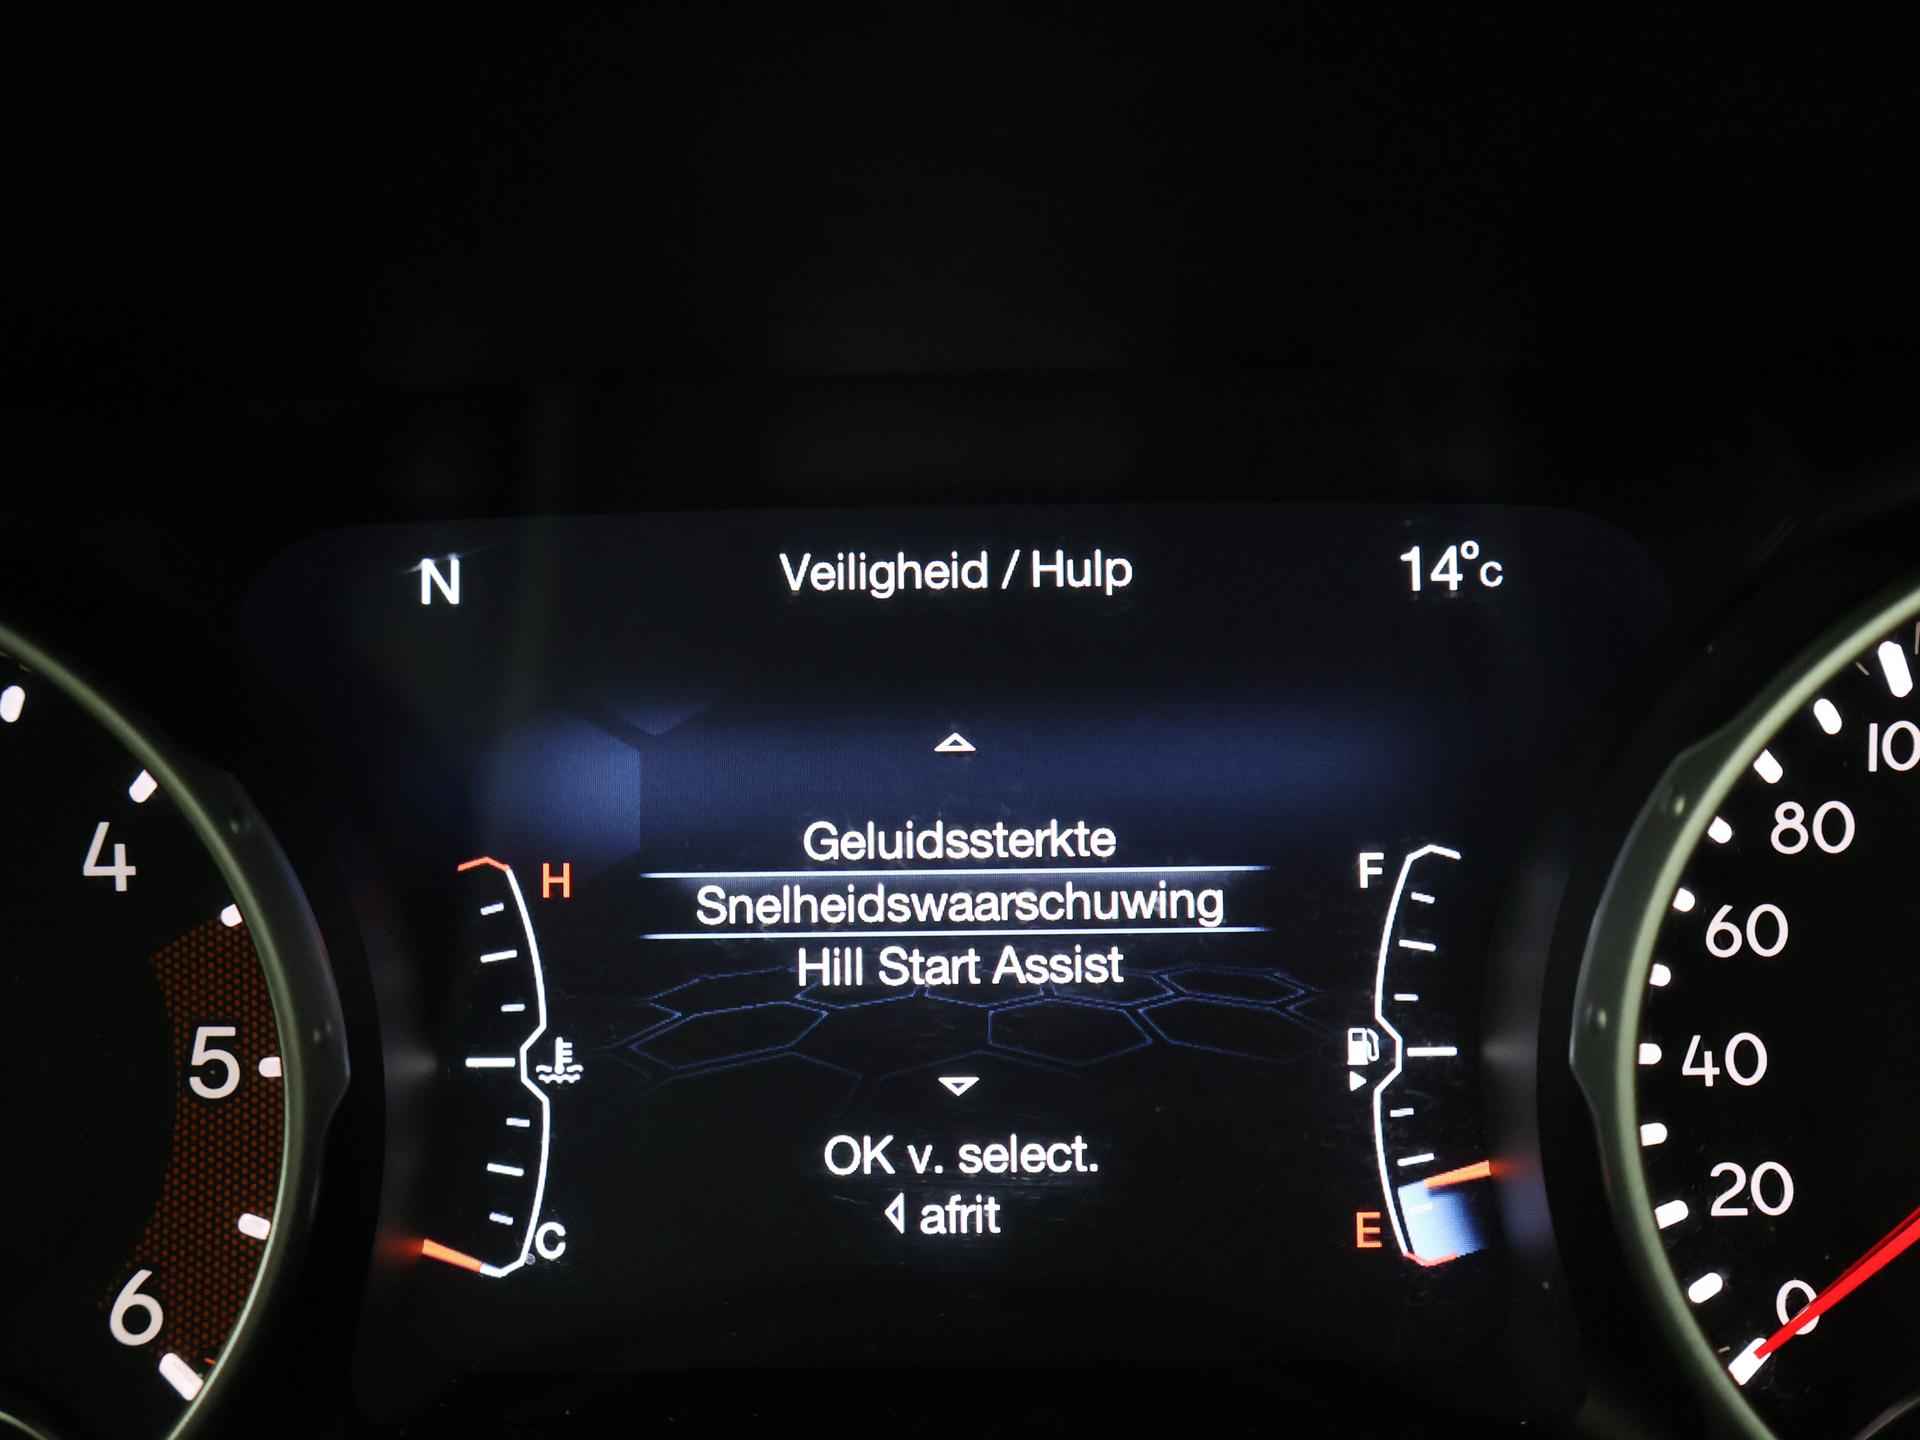 N Veiligheid / Hulp 14°C
Geluidssterkte
Snelheidswaarschuwing
Hill Start Assist
OK v. select.
afrit
H
C
F
E
4
5
6
80
60
40
20
0